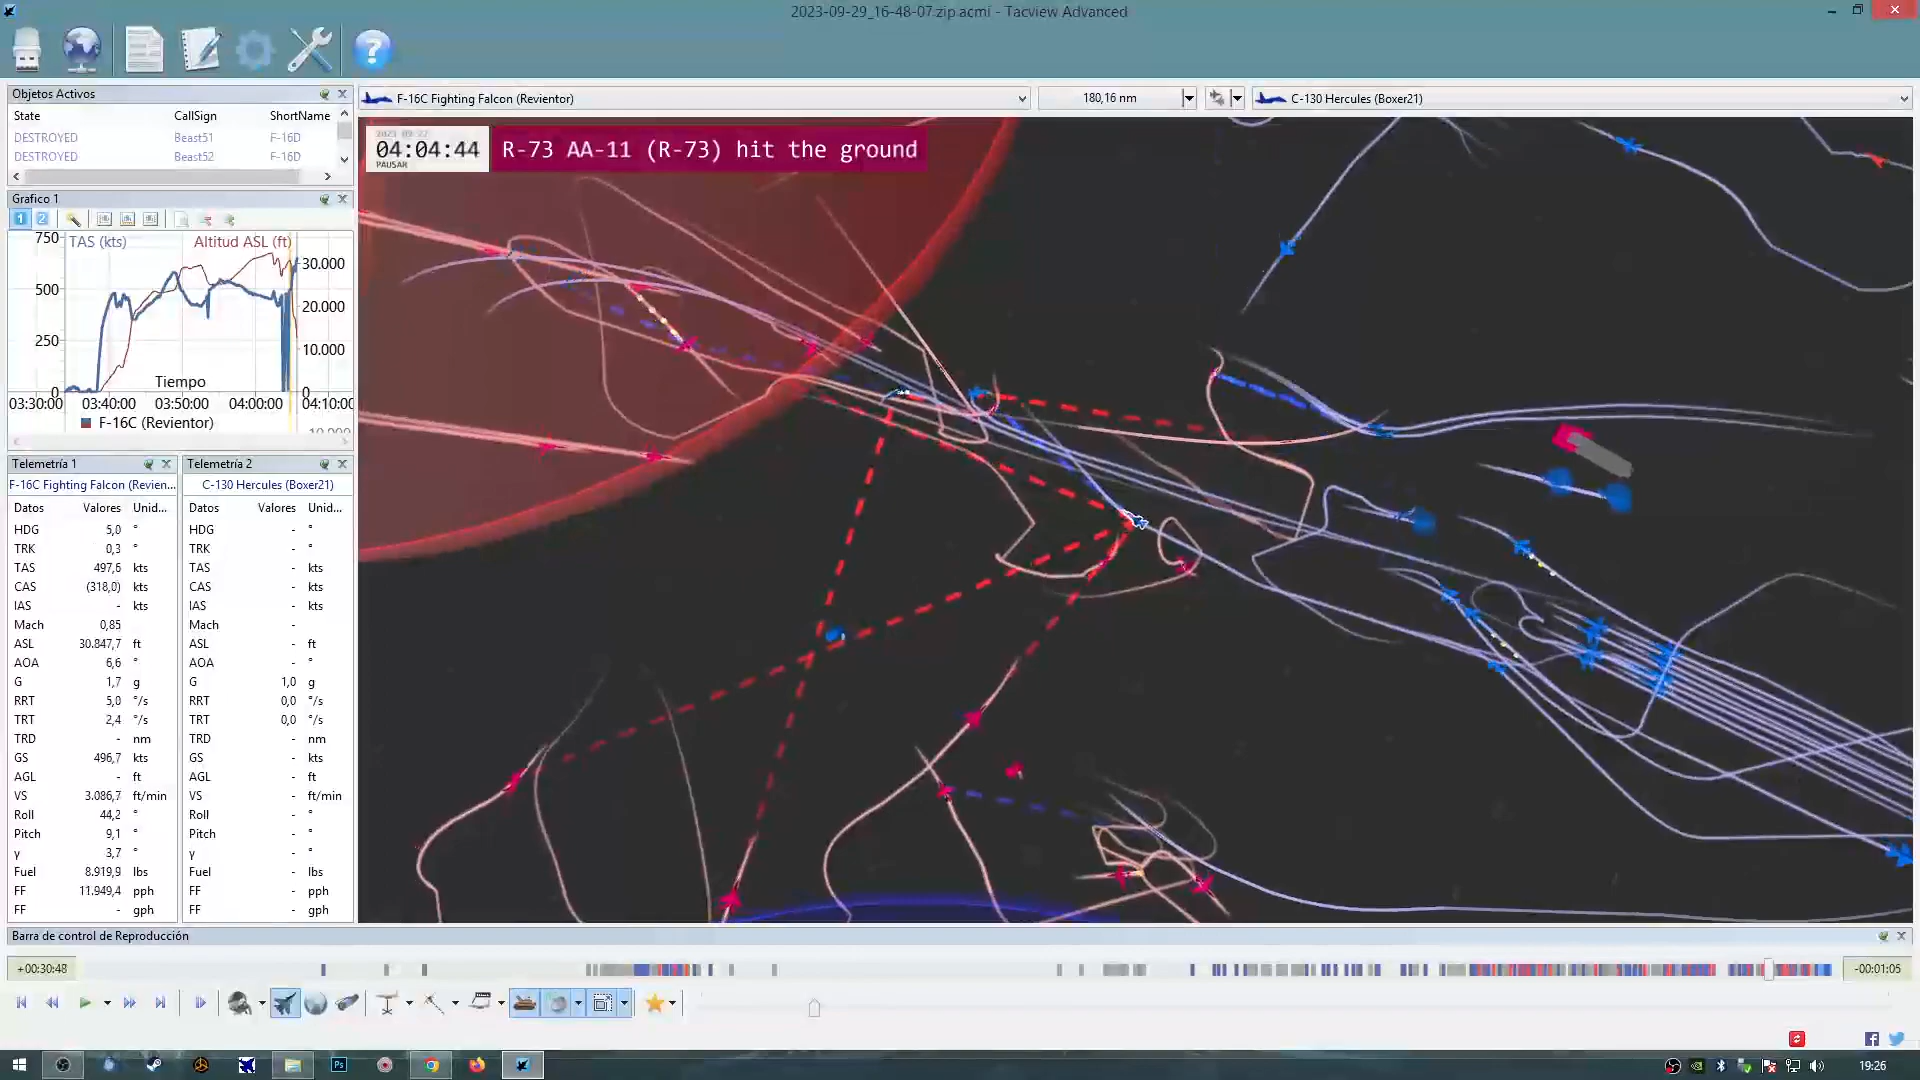 2023-09-29_16-48-07.zip.acmi - Tacview Advanced
Objetos Activos
State CallSign ShortName
DESTROYED Beast51 F-16D
DESTROYED Beast52 F-16D
F-16C Fighting Falcon (Revientor)
180,16 nm
C-130 Hercules (Boxer21)
04:04:44
PAUSAR
R-73 AA-11 (R-73) hit the ground
Grafico 1
1 2
750 TAS (kts) Altitud ASL (ft)
30.000
500
20.000
250
10.000
Tiempo
0 0
03:30:00 03:40:00 03:50:00 04:00:00 04:10:00
F-16C (Revientor)
Telemetría 1
F-16C Fighting Falcon (Revien...
Datos Valores Unid...
HDG 5,0 °
TRK 0,3 °
TAS 497,6 kts
CAS (318,0) kts
IAS - kts
Mach 0,85
ASL 30.847,7 ft
AOA 6,6 °
G 1,7 g
RRT 5,0 °/s
TRT 2,4 °/s
TRD - nm
GS 496,7 kts
AGL - ft
VS 3.086,7 ft/min
Roll 44,2 °
Pitch 9,1 °
γ 3,7 °
Fuel 8.919,9 lbs
FF 11.949,4 pph
FF - gph
Telemetría 2
C-130 Hercules (Boxer21)
Datos Valores Unid...
HDG - °
TRK - °
TAS - kts
CAS - kts
IAS - kts
Mach -
ASL - ft
AOA - °
G 1,0 g
RRT 0,0 °/s
TRT 0,0 °/s
TRD - nm
GS - kts
AGL - ft
VS - ft/min
Roll - °
Pitch - °
γ - °
Fuel - lbs
FF - pph
FF - gph
Barra de control de Reproducción
+00:30:48
-00:01:05
Ps
19:26